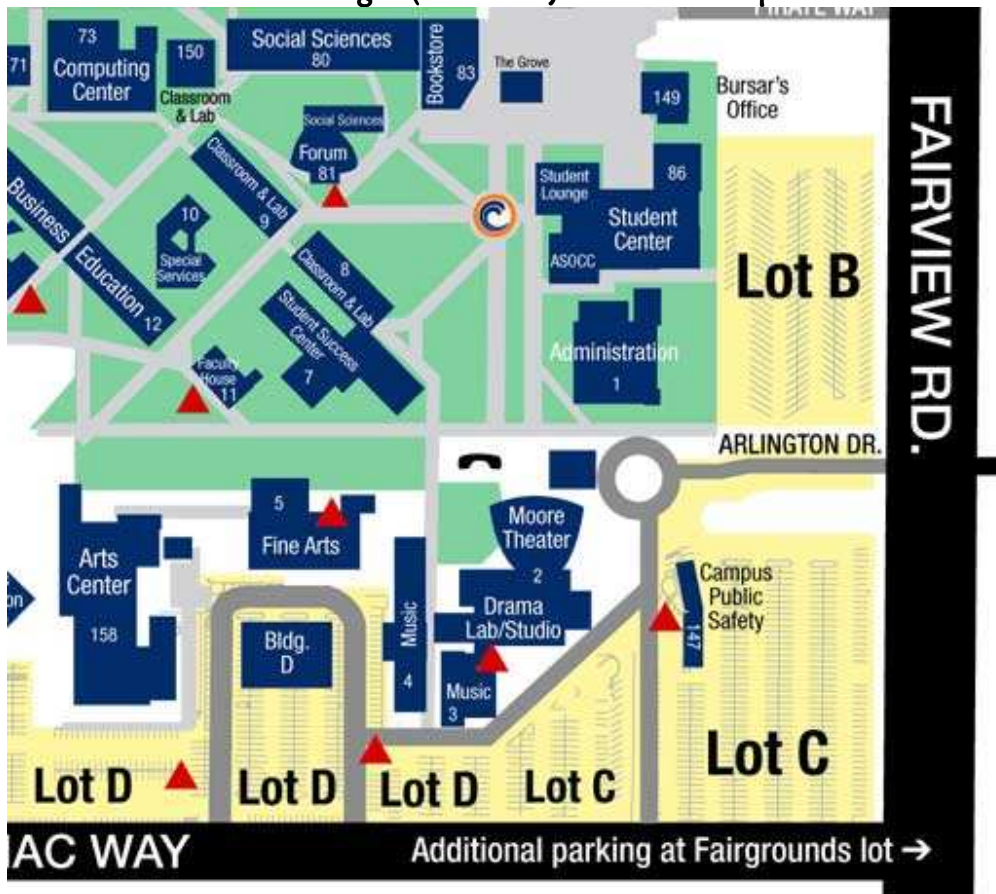 PIRATE WAY
73
Computing
Center
71
150
Classroom
& Lab
Social Sciences
80
Bookstore
83
The Grove
149
Bursar's
Office
Social Sciences
Forum
81
Classroom & Lab
9
Student
Lounge
86
Student
Center
ASOCC
Lot B
FAIRVIEW RD.
Business
Education
12
10
Special
Services
8
Classroom & Lab
Student Success
Center
7
Faculty
House
11
Administration
1
ARLINGTON DR.
5
Fine Arts
Arts
Center
158
Moore
Theater
2
Drama
Lab/Studio
Campus
Public
Safety
147
Bldg.
D
Music
4
Music
3
Lot D
Lot D
Lot D
Lot C
Lot C
AC WAY
Additional parking at Fairgrounds lot →